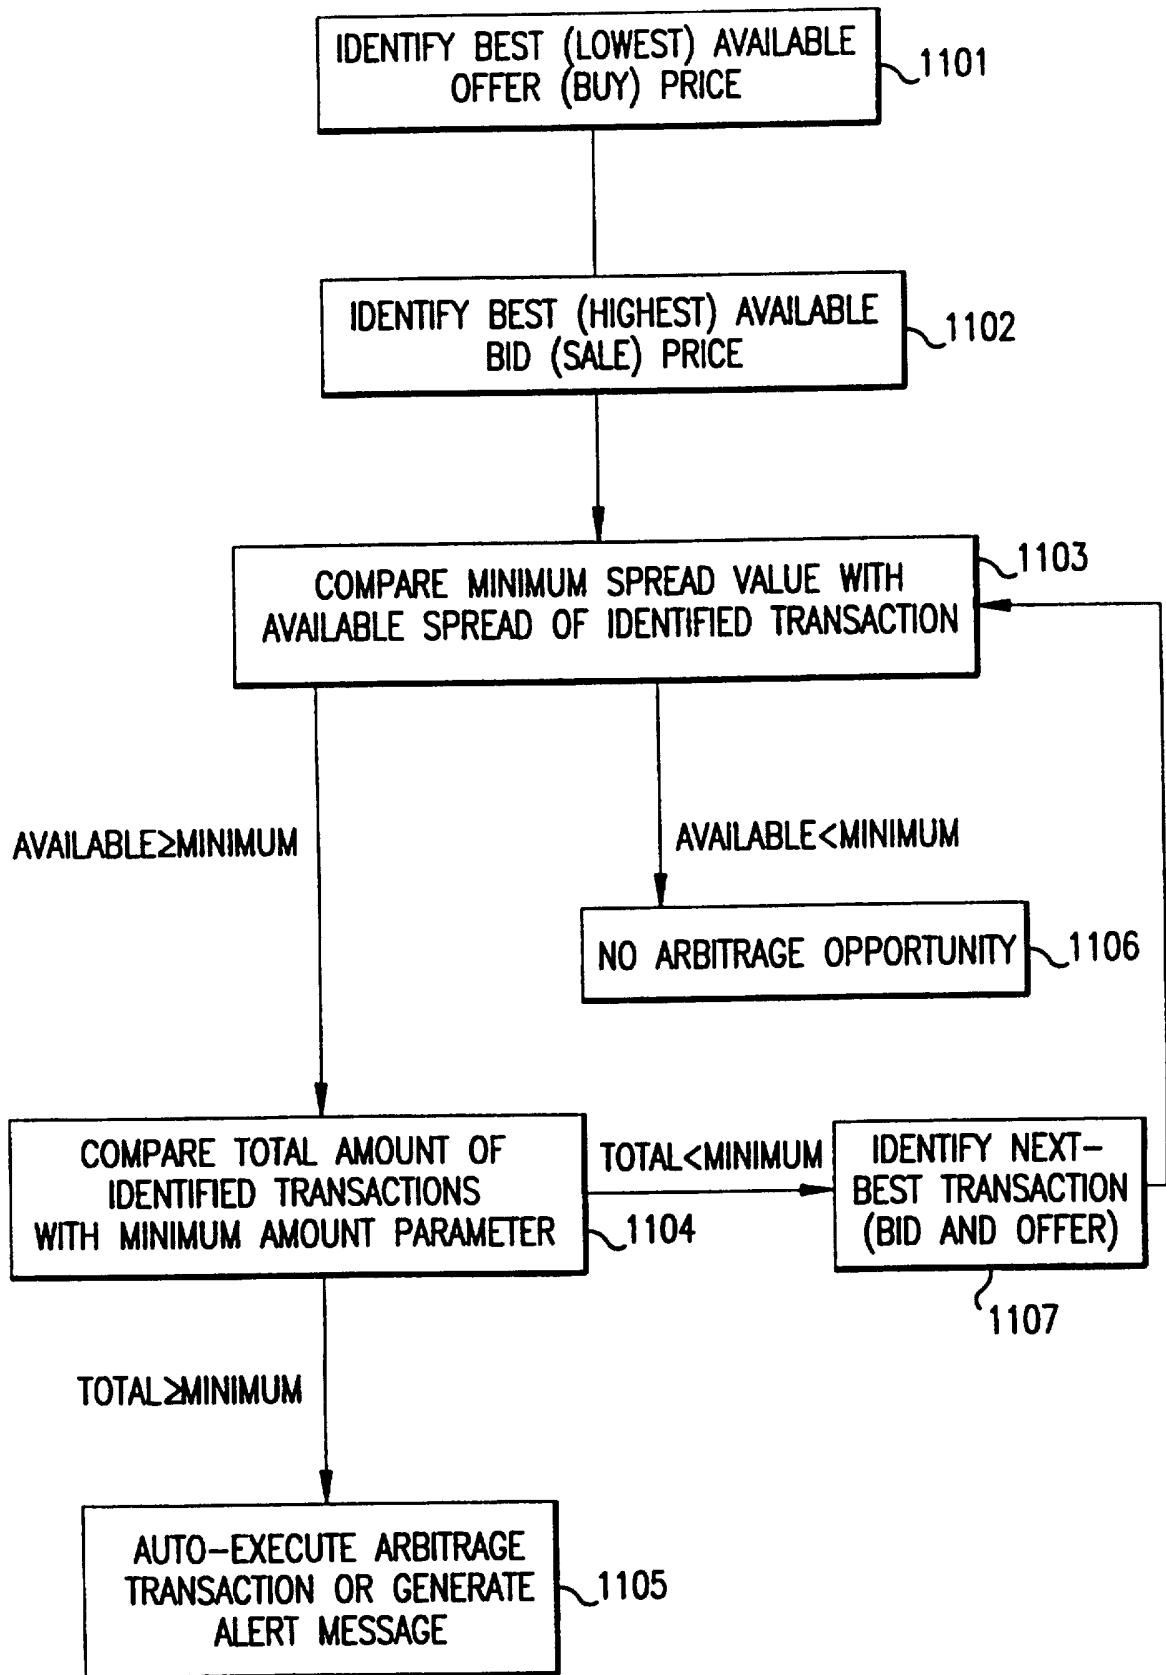 IDENTIFY BEST (LOWEST) AVAILABLE
OFFER (BUY) PRICE
1101
IDENTIFY BEST (HIGHEST) AVAILABLE
BID (SALE) PRICE
1102
COMPARE MINIMUM SPREAD VALUE WITH
AVAILABLE SPREAD OF IDENTIFIED TRANSACTION
1103
AVAILABLE≥MINIMUM
AVAILABLE<MINIMUM
NO ARBITRAGE OPPORTUNITY
1106
COMPARE TOTAL AMOUNT OF
IDENTIFIED TRANSACTIONS
WITH MINIMUM AMOUNT PARAMETER
1104
TOTAL<MINIMUM
IDENTIFY NEXT-
BEST TRANSACTION
(BID AND OFFER)
1107
TOTAL≥MINIMUM
AUTO-EXECUTE ARBITRAGE
TRANSACTION OR GENERATE
ALERT MESSAGE
1105